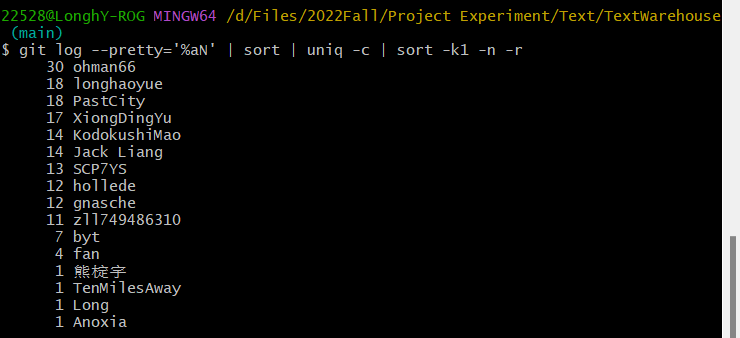 22528@LonghY-ROG MINGW64 /d/Files/2022Fall/Project Experiment/Text/TextWarehouse
(main)
$ git log --pretty='%aN' | sort | uniq -c | sort -k1 -n -r
30 ohman66
18 longhaoyue
18 PastCity
17 XiongDingYu
14 KodokushiMao
14 Jack Liang
13 SCP7YS
12 hollede
12 gnasche
11 zll749486310
7 byt
4 fan
1 熊椗宇
1 TenMilesAway
1 Long
1 Anoxia